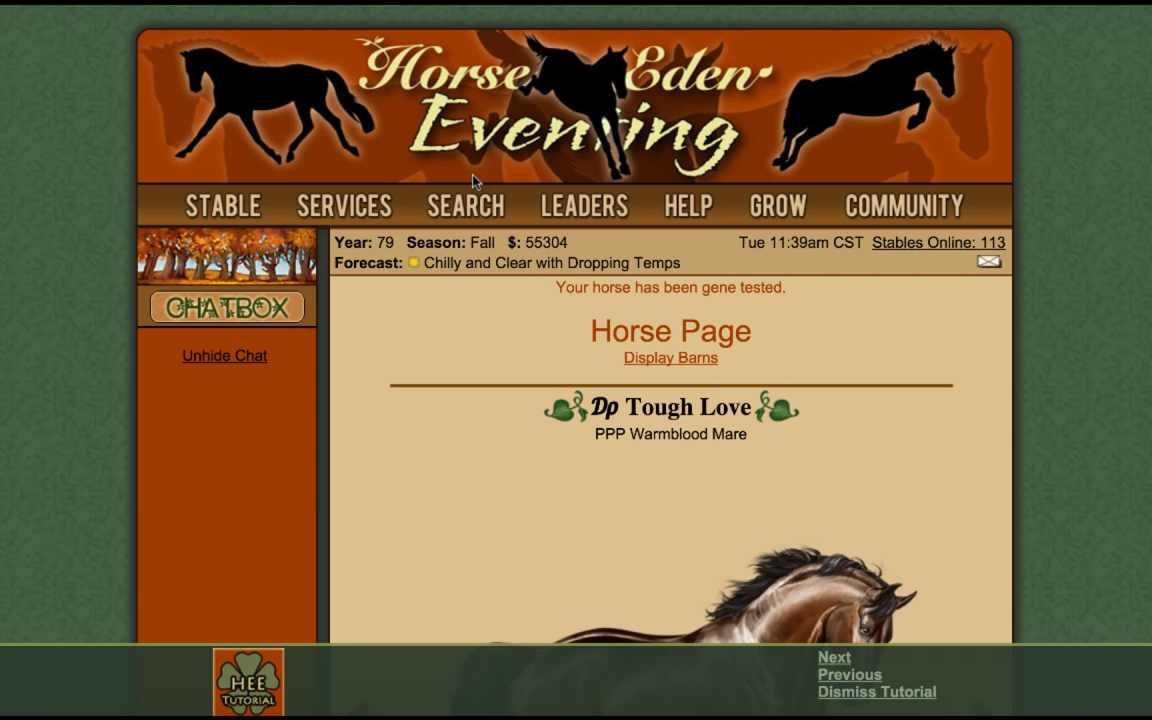 Horse Eden
Eventing
STABLE SERVICES SEARCH LEADERS HELP GROW COMMUNITY
Year: 79 Season: Fall $: 55304 Tue 11:39am CST Stables Online: 113
Forecast: Chilly and Clear with Dropping Temps
CHATBOX
Unhide Chat
Your horse has been gene tested.
Horse Page
Display Barns
Dp Tough Love
PPP Warmblood Mare
HEE
TUTORIAL
Next
Previous
Dismiss Tutorial